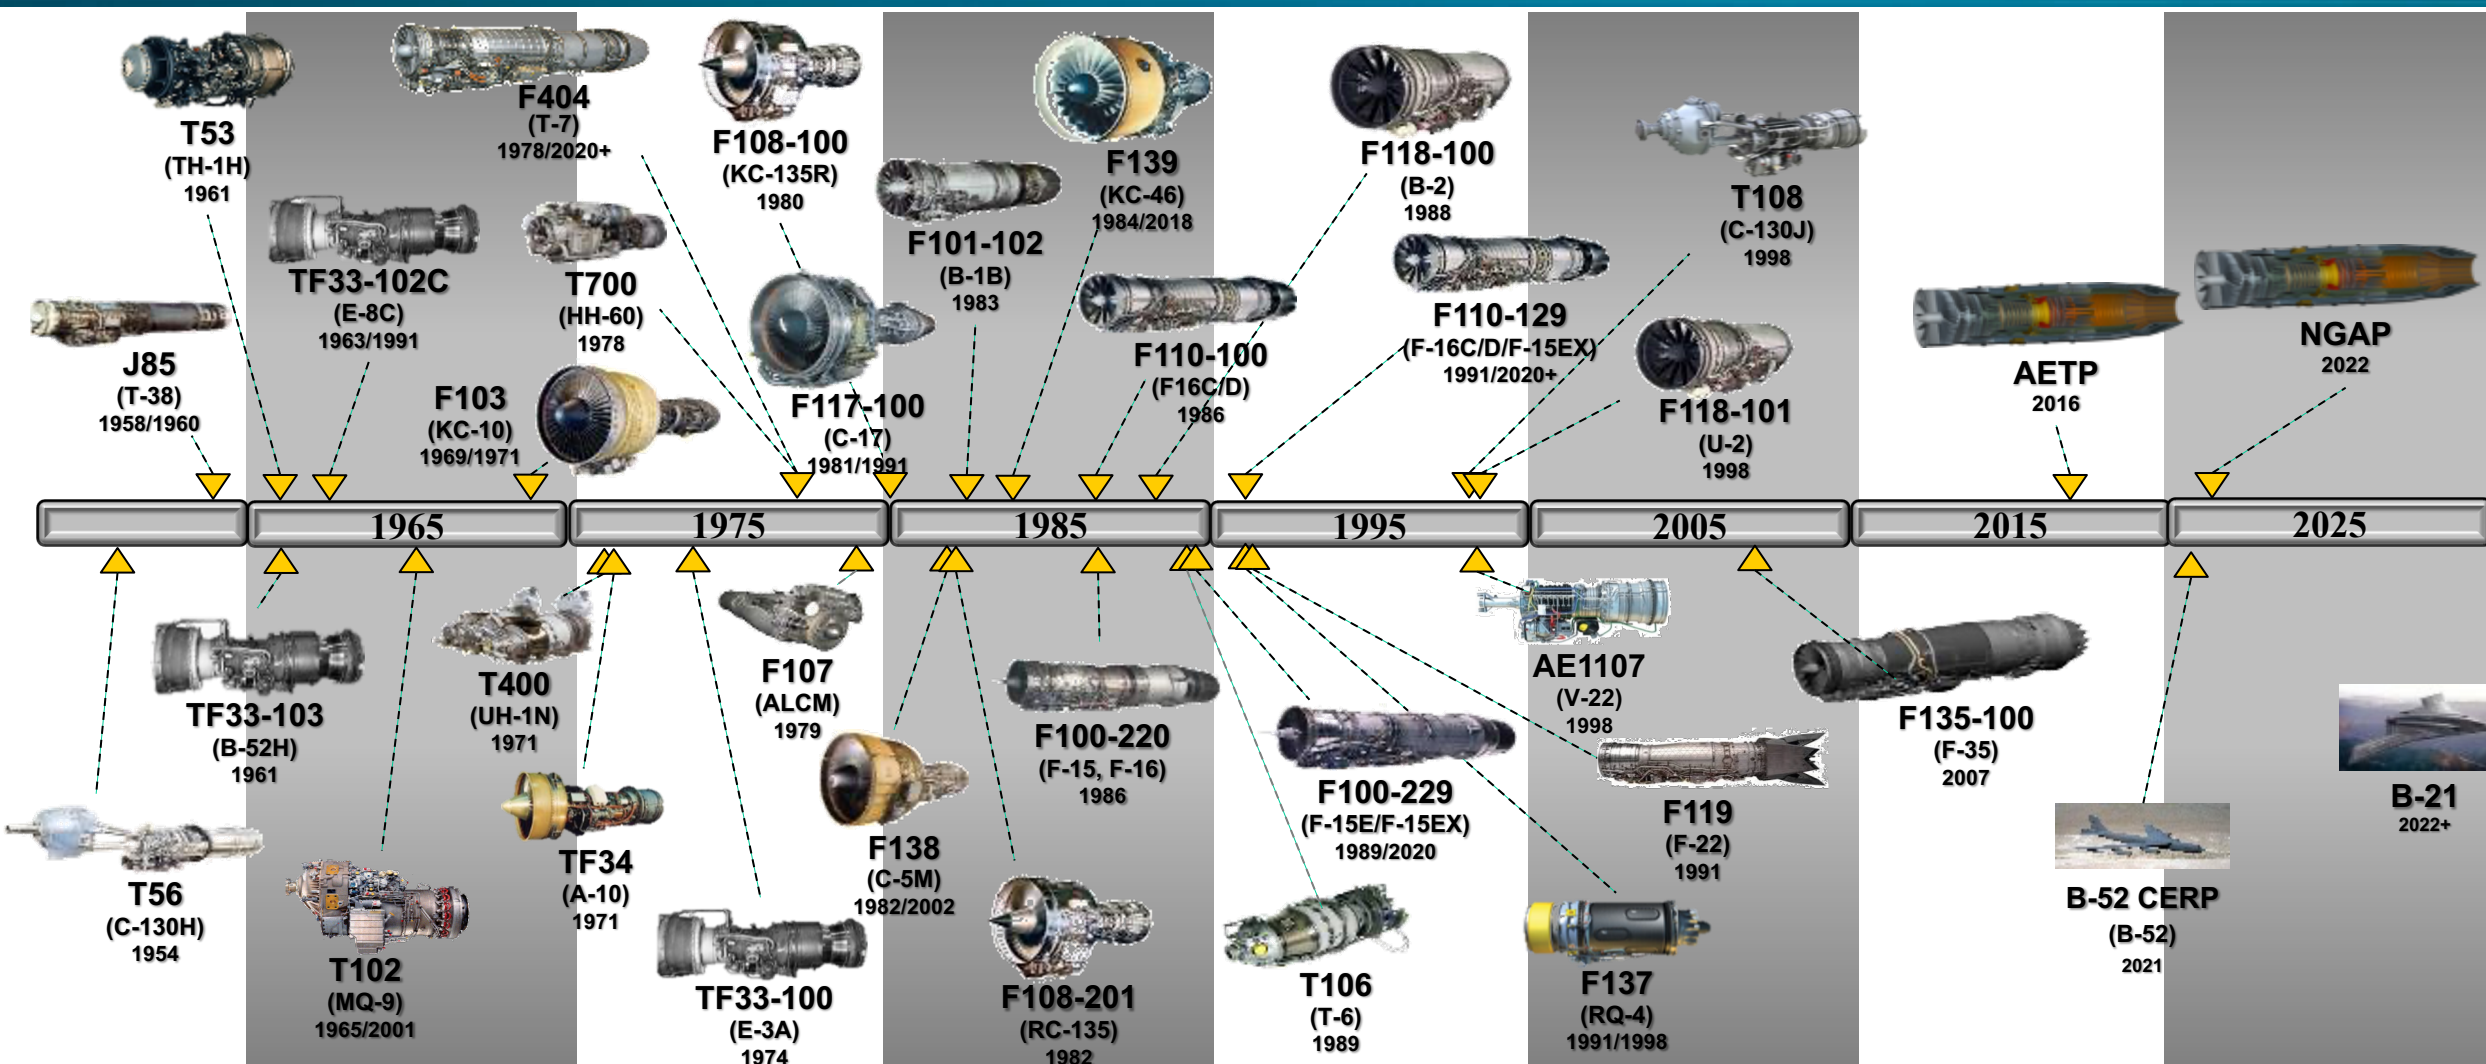 T53
(TH-1H)
1961
F404
(T-7)
1978/2020+
F108-100
(KC-135R)
1980
F139
(KC-46)
1984/2018
F118-100
(B-2)
1988
T108
(C-130J)
1998
J85
(T-38)
1958/1960
TF33-102C
(E-8C)
1963/1991
T700
(HH-60)
1978
F101-102
(B-1B)
1983
F110-100
(F16C/D)
1986
F110-129
(F-16C/D/F-15EX)
1991/2020+
NGAP
2022
F103
(KC-10)
1969/1971
F117-100
(C-17)
1981/1991
F118-101
(U-2)
1998
AETP
2016
1965
1975
1985
1995
2005
2015
2025
TF33-103
(B-52H)
1961
T400
(UH-1N)
1971
F107
(ALCM)
1979
F100-220
(F-15, F-16)
1986
AE1107
(V-22)
1998
F135-100
(F-35)
2007
T56
(C-130H)
1954
TF34
(A-10)
1971
F138
(C-5M)
1982/2002
F100-229
(F-15E/F-15EX)
1989/2020
F119
(F-22)
1991
B-21
2022+
B-52 CERP
(B-52)
2021
T102
(MQ-9)
1965/2001
TF33-100
(E-3A)
1974
F108-201
(RC-135)
1982
T106
(T-6)
1989
F137
(RQ-4)
1991/1998